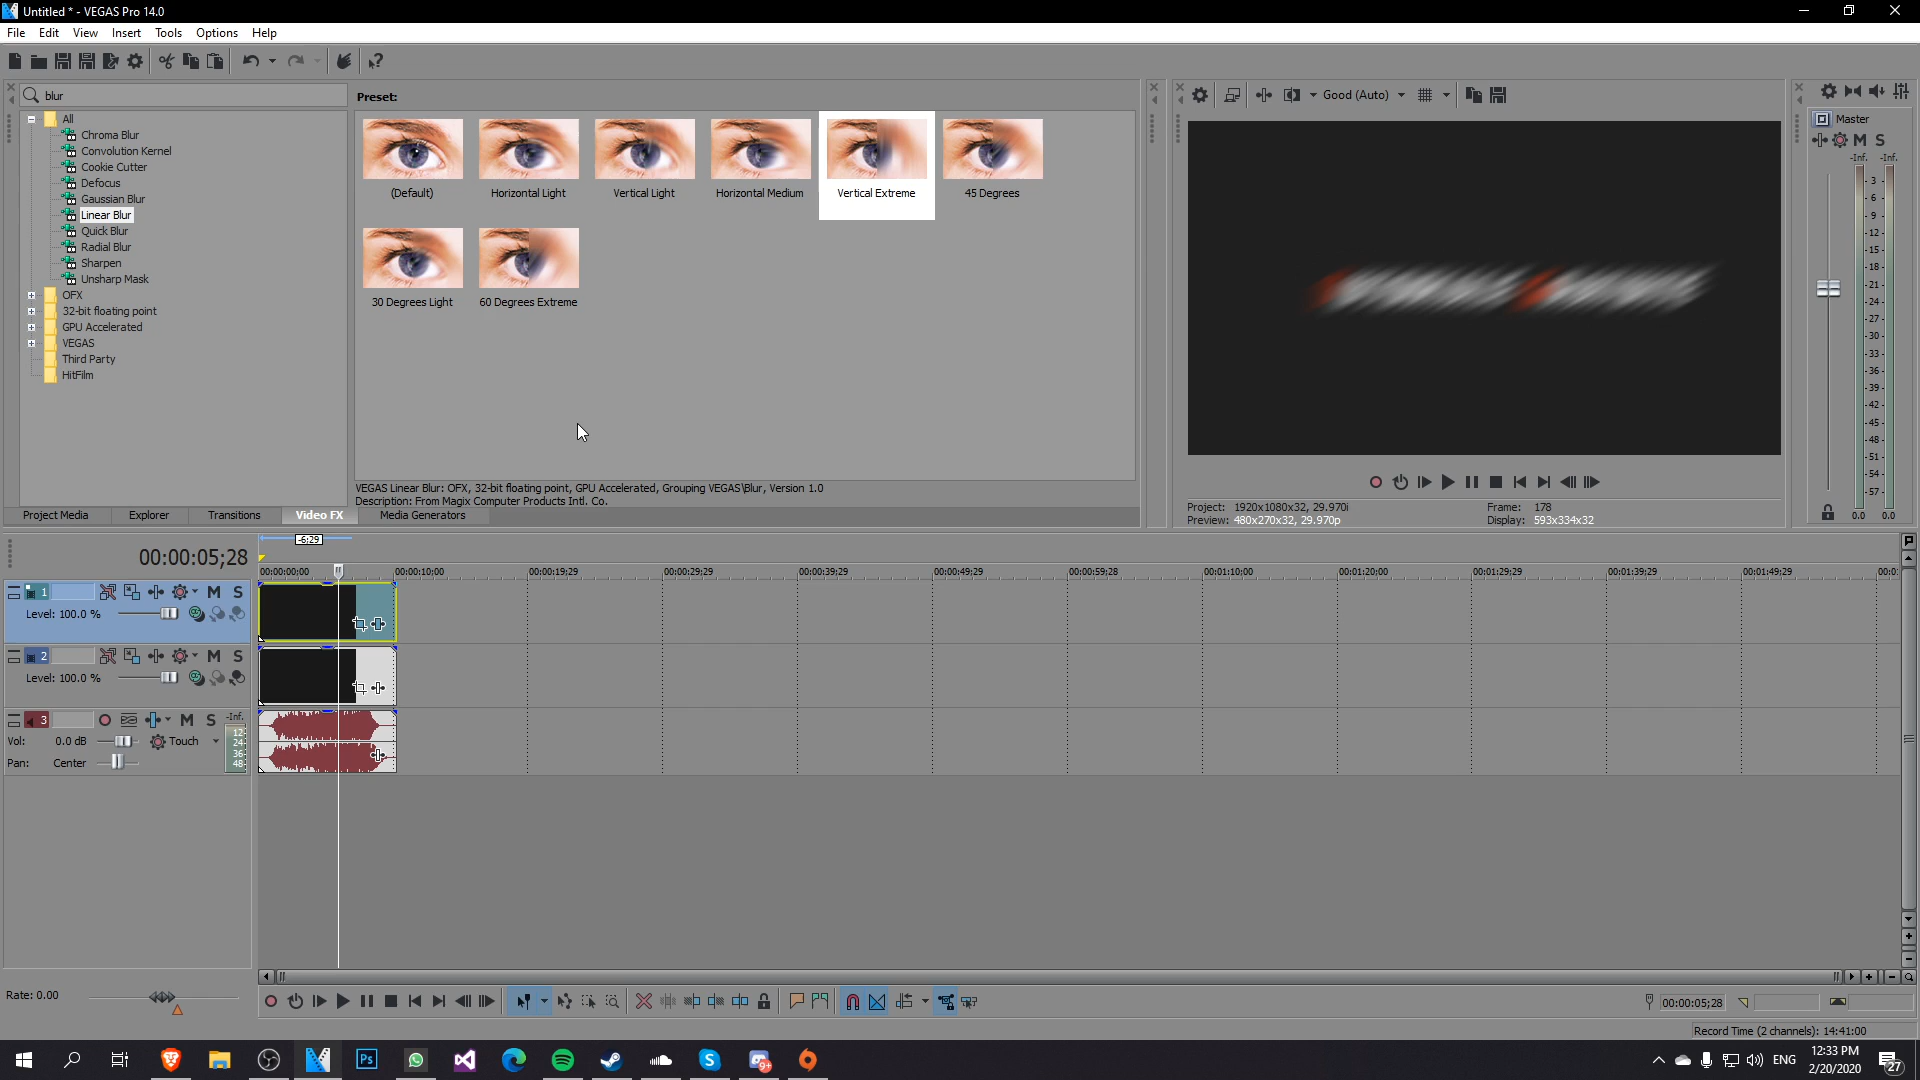 Untitled * - VEGAS Pro 14.0
File Edit View Insert Tools Options Help
blur
All
Chroma Blur
Convolution Kernel
Cookie Cutter
Defocus
Gaussian Blur
Linear Blur
Quick Blur
Radial Blur
Sharpen
Unsharp Mask
OFX
32-bit floating point
GPU Accelerated
VEGAS
Third Party
HitFilm
Preset:
(Default) Horizontal Light Vertical Light Horizontal Medium Vertical Extreme 45 Degrees
30 Degrees Light 60 Degrees Extreme
VEGAS Linear Blur: OFX, 32-bit floating point, GPU Accelerated, Grouping VEGAS\Blur, Version 1.0
Description: From Magix Computer Products Intl. Co.
Project Media Explorer Transitions Video FX Media Generators
Good (Auto)
Project: 1920x1080x32, 29.970i
Preview: 480x270x32, 29.970p
Frame: 178
Display: 593x334x32
Master
M S
-Inf. -Inf.
- 3 -
- 6 -
- 9 -
-12-
-15-
-18-
-21-
-24-
-27-
-30-
-33-
-36-
-39-
-42-
-45-
-48-
-51-
-54-
-57-
0.0 0.0
00:00:05;28
-6;29
00:00:00;00 00:00:10;00 00:00:19;29 00:00:29;29 00:00:39;29 00:00:49;29 00:00:59;28 00:01:10;00 00:01:20;00 00:01:29;29 00:01:39;29 00:01:49;29 00:0
1 M S
Level: 100.0 %
2 M S
Level: 100.0 %
3 M S -Inf.
Vol: 0.0 dB Touch
Pan: Center
12
24
36
48
Rate: 0.00
00:00:05;28
Record Time (2 channels): 14:41:00
Ps
9+
ENG
12:33 PM
2/20/2020
27